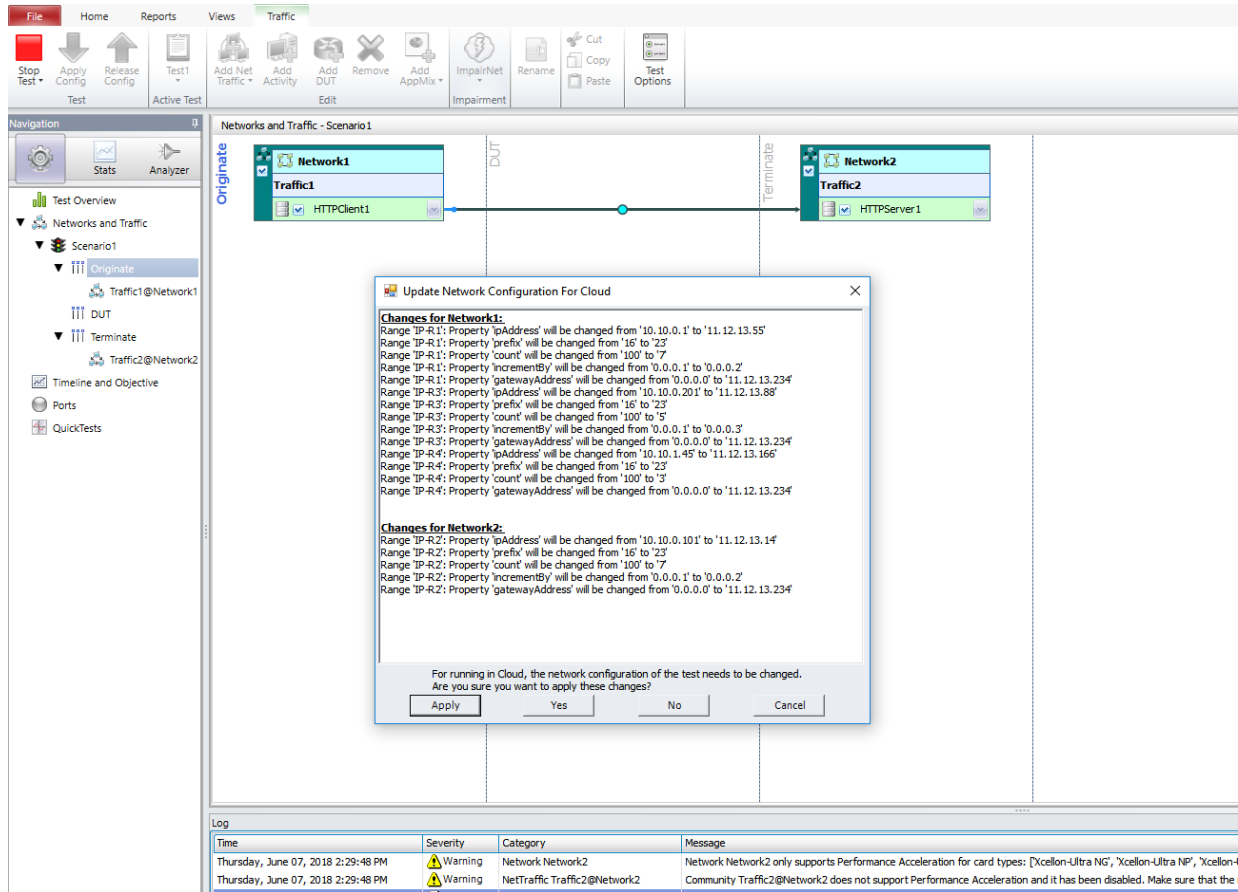 File Home Reports Views Traffic
Stop Test Apply Config Release Config Test1 Add Net Traffic Add Activity Add DUT Remove Add AppMix ImpairNet Rename Cut Copy Paste Test Options
Test Active Test Edit Impairment
Navigation
Stats Analyzer
Test Overview
Networks and Traffic
Scenario1
Originate
Traffic1@Network1
DUT
Terminate
Traffic2@Network2
Timeline and Objective
Ports
QuickTests
Networks and Traffic - Scenario1
Originate
Network1
Traffic1
HTTPClient1
DUT
Terminate
Network2
Traffic2
HTTPServer1
Update Network Configuration For Cloud
Changes for Network1:
Range 'IP-R1': Property 'ipAddress' will be changed from '10.10.0.1' to '11.12.13.55'
Range 'IP-R1': Property 'prefix' will be changed from '16' to '23'
Range 'IP-R1': Property 'count' will be changed from '100' to '7'
Range 'IP-R1': Property 'incrementBy' will be changed from '0.0.0.1' to '0.0.0.2'
Range 'IP-R1': Property 'gatewayAddress' will be changed from '0.0.0.0' to '11.12.13.234'
Range 'IP-R3': Property 'ipAddress' will be changed from '10.10.0.201' to '11.12.13.88'
Range 'IP-R3': Property 'prefix' will be changed from '16' to '23'
Range 'IP-R3': Property 'count' will be changed from '100' to '5'
Range 'IP-R3': Property 'incrementBy' will be changed from '0.0.0.1' to '0.0.0.3'
Range 'IP-R3': Property 'gatewayAddress' will be changed from '0.0.0.0' to '11.12.13.234'
Range 'IP-R4': Property 'ipAddress' will be changed from '10.10.1.45' to '11.12.13.166'
Range 'IP-R4': Property 'prefix' will be changed from '16' to '23'
Range 'IP-R4': Property 'count' will be changed from '100' to '3'
Range 'IP-R4': Property 'gatewayAddress' will be changed from '0.0.0.0' to '11.12.13.234'
Changes for Network2:
Range 'IP-R2': Property 'ipAddress' will be changed from '10.10.0.101' to '11.12.13.14'
Range 'IP-R2': Property 'prefix' will be changed from '16' to '23'
Range 'IP-R2': Property 'count' will be changed from '100' to '7'
Range 'IP-R2': Property 'incrementBy' will be changed from '0.0.0.1' to '0.0.0.2'
Range 'IP-R2': Property 'gatewayAddress' will be changed from '0.0.0.0' to '11.12.13.234'
For running in Cloud, the network configuration of the test needs to be changed.
Are you sure you want to apply these changes?
Apply Yes No Cancel
Log
Time Severity Category Message
Thursday, June 07, 2018 2:29:48 PM Warning Network Network2 Network Network2 only supports Performance Acceleration for card types: ['Xcellon-Ultra NG', 'Xcellon-Ultra NP', 'Xcellon-
Thursday, June 07, 2018 2:29:48 PM Warning NetTraffic Traffic2@Network2 Community Traffic2@Network2 does not support Performance Acceleration and it has been disabled. Make sure that the